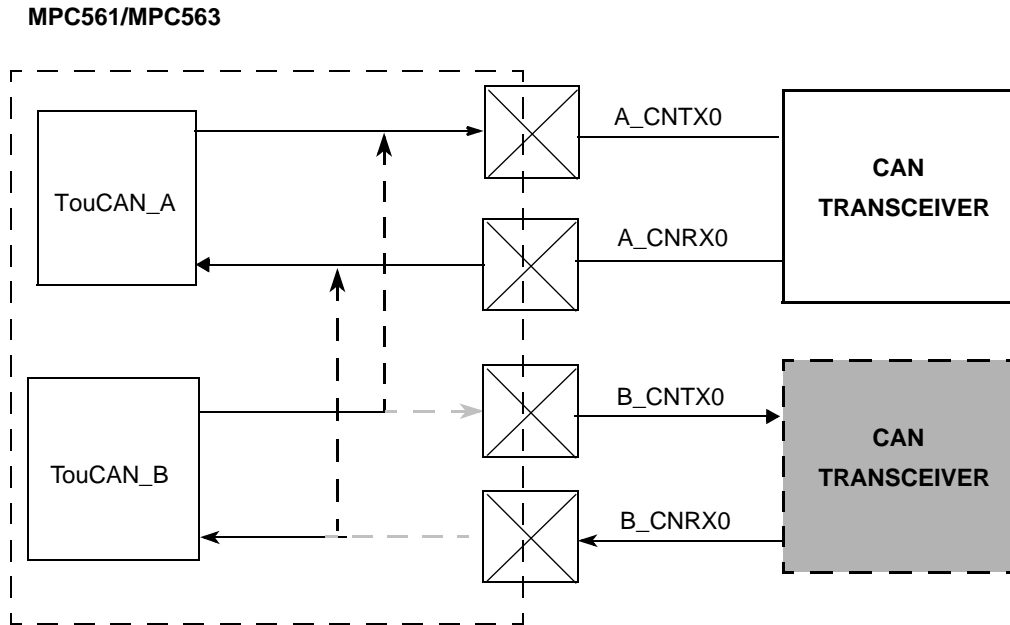 MPC561/MPC563
A_CNTX0
TouCAN_A
CAN
TRANSCEIVER
A_CNRX0
B_CNTX0
TouCAN_B
CAN
TRANSCEIVER
B_CNRX0